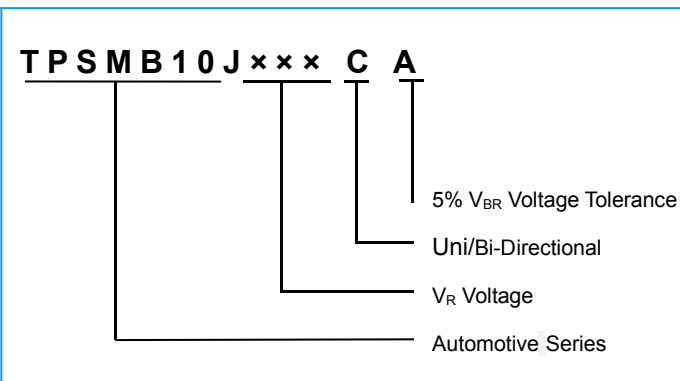 TPSMB10J××× C A
5% VBR Voltage Tolerance
Uni/Bi-Directional
VR Voltage
Automotive Series